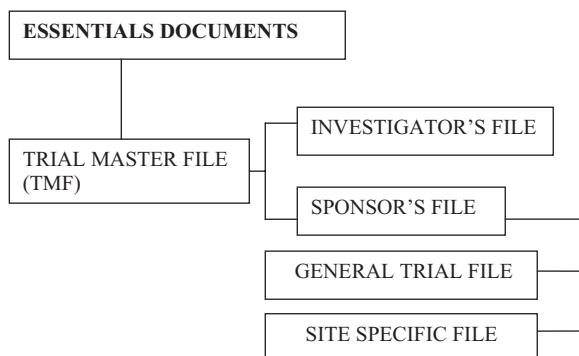 ESSENTIALS DOCUMENTS
INVESTIGATOR’S FILE
TRIAL MASTER FILE
(TMF)
SPONSOR’S FILE
GENERAL TRIAL FILE
SITE SPECIFIC FILE